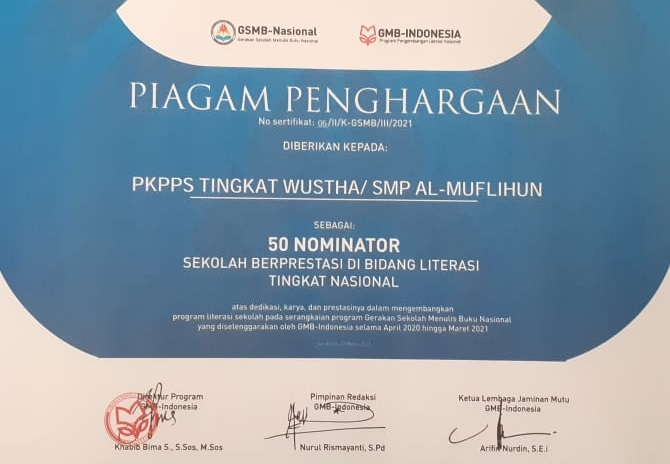 GSMB-Nasional
Gerakan Sekolah Menulis Buku Nasional
GMB-INDONESIA
Program Pengembangan Literasi Nasional
PIAGAM PENGHARGAAN
No sertifikat: 06/II/K-GSMB/III/2021
DIBERIKAN KEPADA:
PKPPS TINGKAT WUSTHA/ SMP AL-MUFLIHUN
SEBAGAI:
50 NOMINATOR
SEKOLAH BERPRESTASI DI BIDANG LITERASI
TINGKAT NASIONAL
atas dedikasi, karya, dan prestasinya dalam mengembangkan
program literasi sekolah pada serangkaian program Gerakan Sekolah Menulis Buku Nasional
yang diselenggarakan oleh GMB-Indonesia selama April 2020 hingga Maret 2021
Direktur Program
GMB-Indonesia
Khabib Bima S., S.Sos, M.Sos
Pimpinan Redaksi
GMB-Indonesia
Nurul Rismayanti, S.Pd
Ketua Lembaga Jaminan Mutu
GMB-Indonesia
Arifin Nurdin, S.E.i